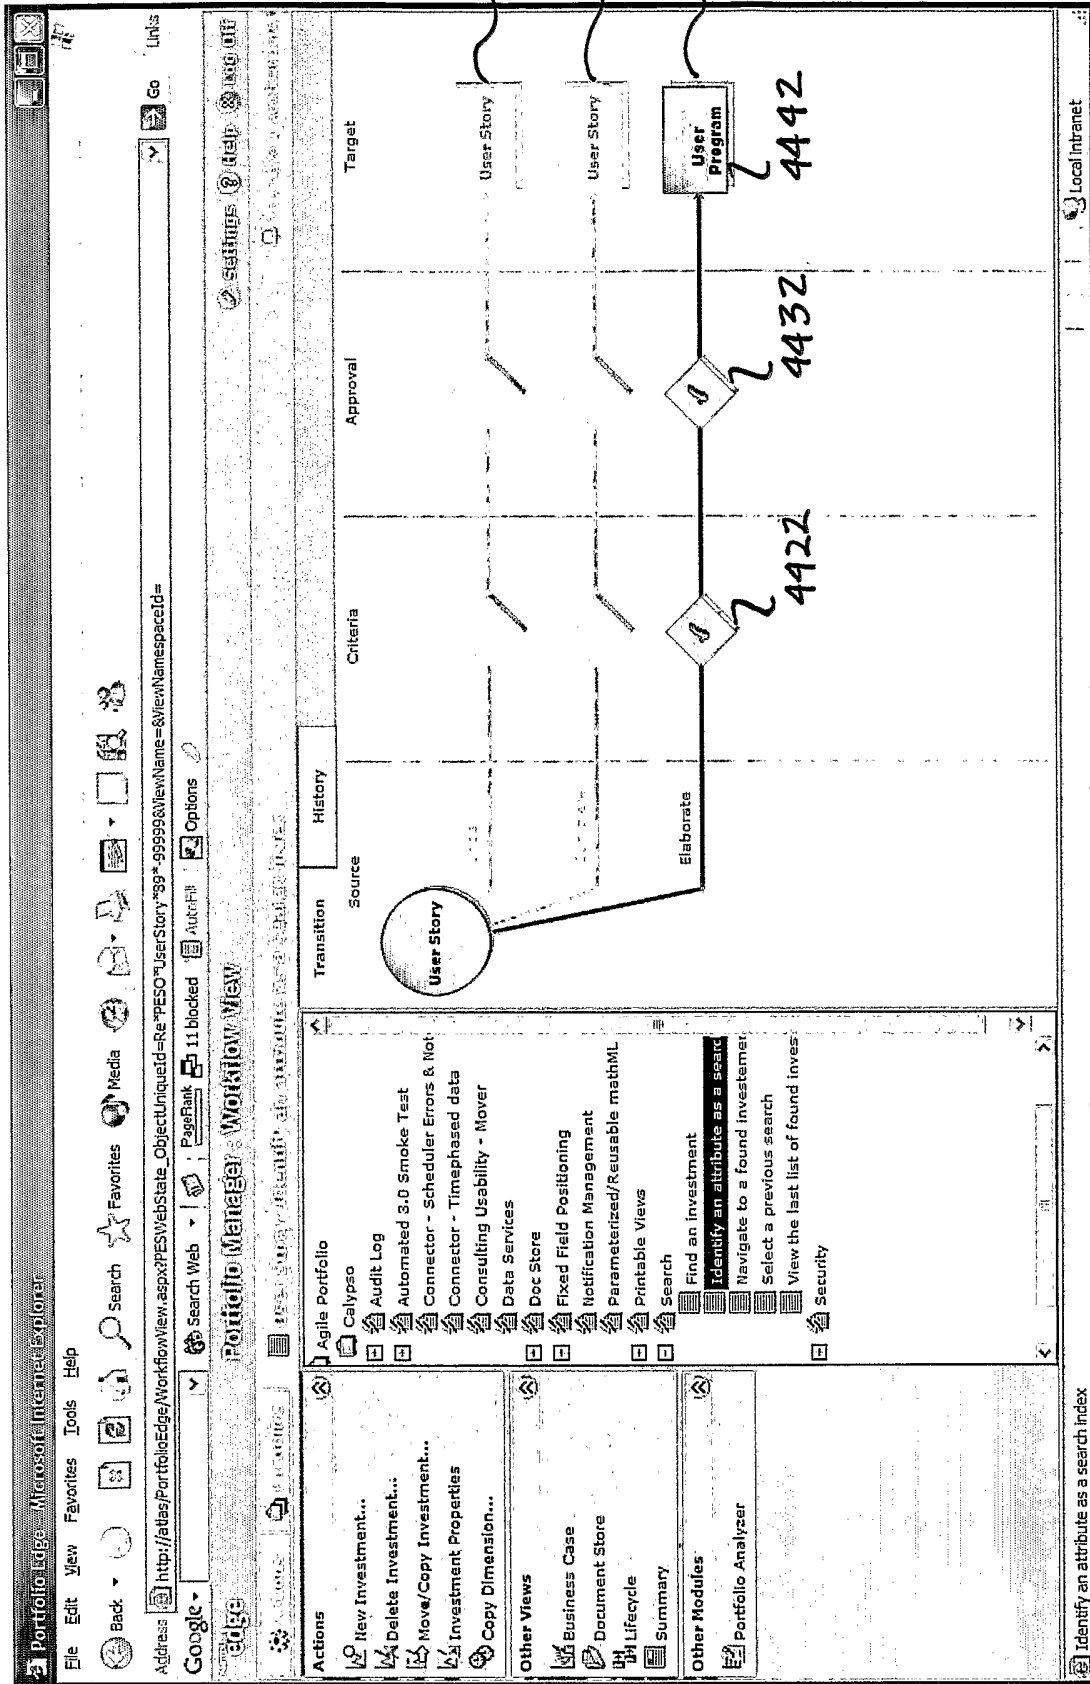 Portfolio Edge - Microsoft Internet Explorer
File Edit View Favorites Tools Help
Back Search Favorites Media
Address http://atlas/PortfolioEdge/WorkflowView.aspx?PESWebState_ObjectUniqueId=Re*PESO*UserStory*89*-99999&ViewName=&ViewNamespaceId= Go Links
Google Search Web PageRank 11 blocked AutoFill Options
edge Portfolio Manager : Workflow View Settings Help Log Off
Actions
New Investment...
Delete Investment...
Move/Copy Investment...
Investment Properties
Copy Dimension...
Other Views
Business Case
Document Store
Lifecycle
Summary
Other Modules
Portfolio Analyzer
Agile Portfolio
Calypso
Audit Log
Automated 3.0 Smoke Test
Connector - Scheduler Errors & Not
Connector - Timephased data
Consulting Usability - Mover
Data Services
Doc Store
Fixed Field Positioning
Notification Management
Parameterized/Reusable mathML
Printable Views
Search
Find an investment
Identify an attribute as a searc
Navigate to a found investemer
Select a previous search
View the last list of found inves
Security
Transition History
Source Criteria Approval Target
User Story
User Story
User Story
Elaborate
User Program
4422 4432 4442
Identify an attribute as a search index Local intranet